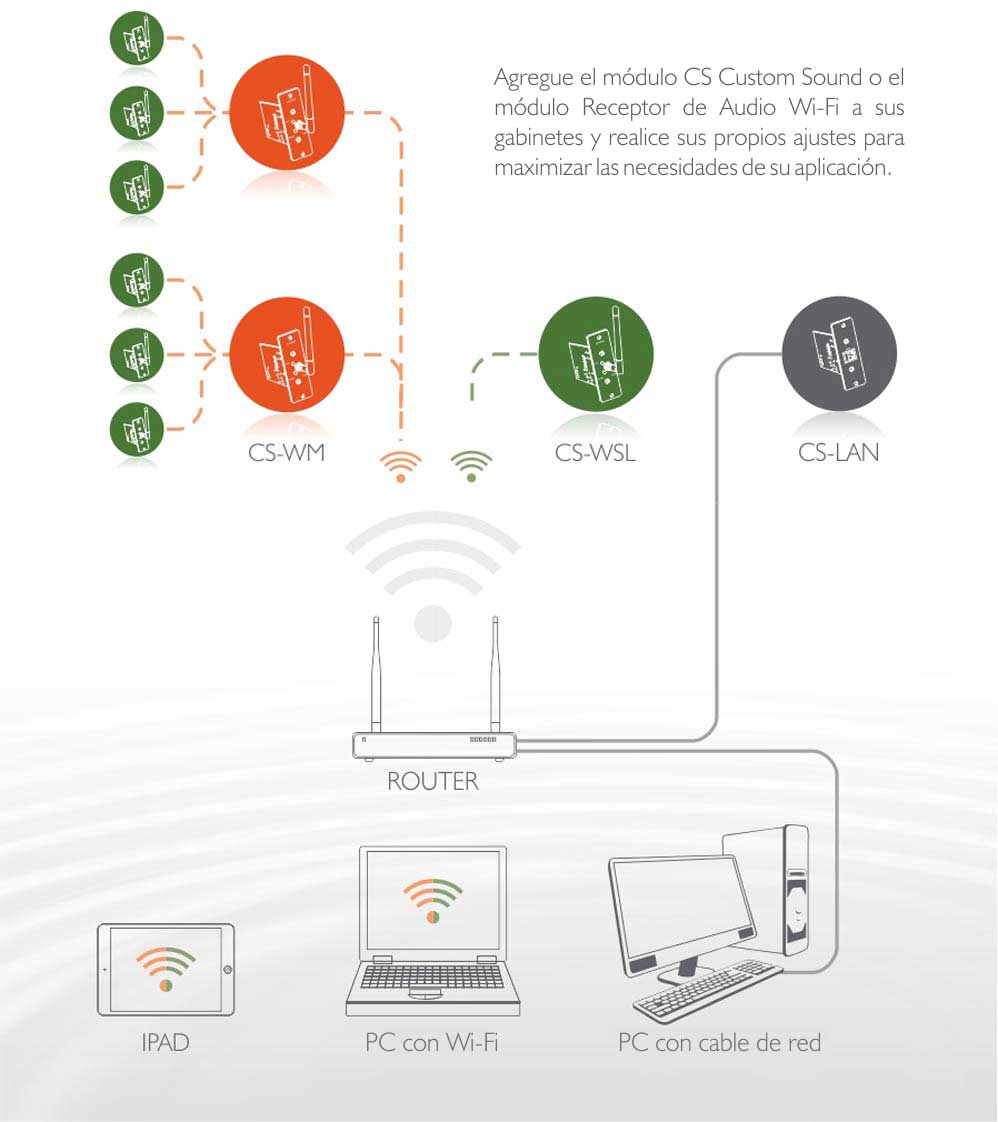 Agregue el módulo CS Custom Sound o el
módulo Receptor de Audio Wi-Fi a sus
gabinetes y realice sus propios ajustes para
maximizar las necesidades de su aplicación.
CS-WM
CS-WSL
CS-LAN
ROUTER
IPAD
PC con Wi-Fi
PC con cable de red